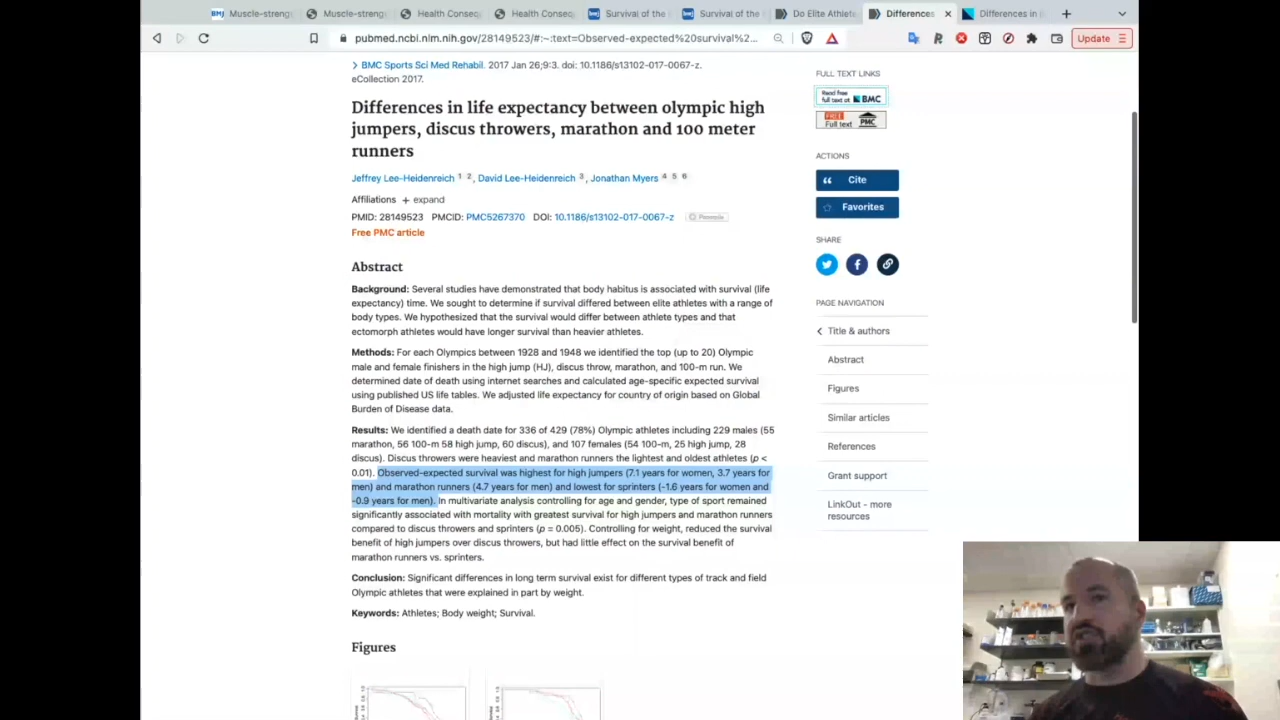 Muscle-streng
Muscle-streng
Health Conseq
Health Conseq
Survival of the
Survival of the
Do Elite Athlete
Differences
Differences in l
pubmed.ncbi.nlm.nih.gov/28149523/#:~:text=Observed-expected%20survival%2...
Update
> BMC Sports Sci Med Rehabil. 2017 Jan 26;9:3. doi: 10.1186/s13102-017-0067-z.
eCollection 2017.
Differences in life expectancy between olympic high
jumpers, discus throwers, marathon and 100 meter
runners
Jeffrey Lee-Heidenreich 1 2, David Lee-Heidenreich 3, Jonathan Myers 4 5 6
Affiliations + expand
PMID: 28149523 PMCID: PMC5267370 DOI: 10.1186/s13102-017-0067-z
Free PMC article
Abstract
Background: Several studies have demonstrated that body habitus is associated with survival (life
expectancy) time. We sought to determine if survival differed between elite athletes with a range of
body types. We hypothesized that the survival would differ between athlete types and that
ectomorph athletes would have longer survival than heavier athletes.
Methods: For each Olympics between 1928 and 1948 we identified the top (up to 20) Olympic
male and female finishers in the high jump (HJ), discus throw, marathon, and 100-m run. We
determined date of death using internet searches and calculated age-specific expected survival
using published US life tables. We adjusted life expectancy for country of origin based on Global
Burden of Disease data.
Results: We identified a death date for 336 of 429 (78%) Olympic athletes including 229 males (55
marathon, 56 100-m 58 high jump, 60 discus), and 107 females (54 100-m, 25 high jump, 28
discus). Discus throwers were heaviest and marathon runners the lightest and oldest athletes (p <
0.01). Observed-expected survival was highest for high jumpers (7.1 years for women, 3.7 years for
men) and marathon runners (4.7 years for men) and lowest for sprinters (-1.6 years for women and
-0.9 years for men). In multivariate analysis controlling for age and gender, type of sport remained
significantly associated with mortality with greatest survival for high jumpers and marathon runners
compared to discus throwers and sprinters (p = 0.005). Controlling for weight, reduced the survival
benefit of high jumpers over discus throwers, but had little effect on the survival benefit of
marathon runners vs. sprinters.
Conclusion: Significant differences in long term survival exist for different types of track and field
Olympic athletes that were explained in part by weight.
Keywords: Athletes; Body weight; Survival.
Figures
FULL TEXT LINKS
Read free
full text at BMC
FREE
Full text PMC
ACTIONS
Cite
Favorites
SHARE
PAGE NAVIGATION
Title & authors
Abstract
Figures
Similar articles
References
Grant support
LinkOut - more
resources